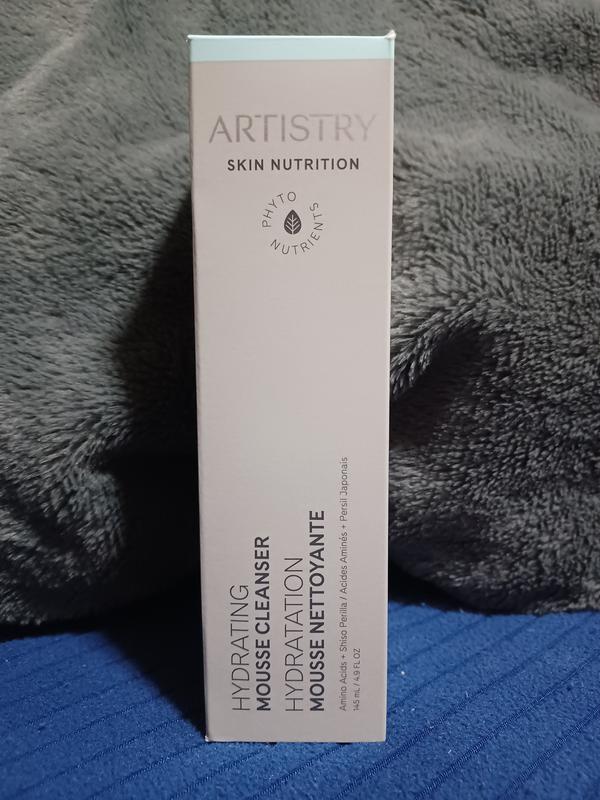 ARTISTRY
SKIN NUTRITION
PHYTO
NUTRIENTS
HYDRATING
MOUSSE CLEANSER
HYDRATATION
MOUSSE NETTOYANTE
Amino Acids + Shiso Perilla / Acides Aminés + Persil Japonais
145 mL / 4.9 FL OZ